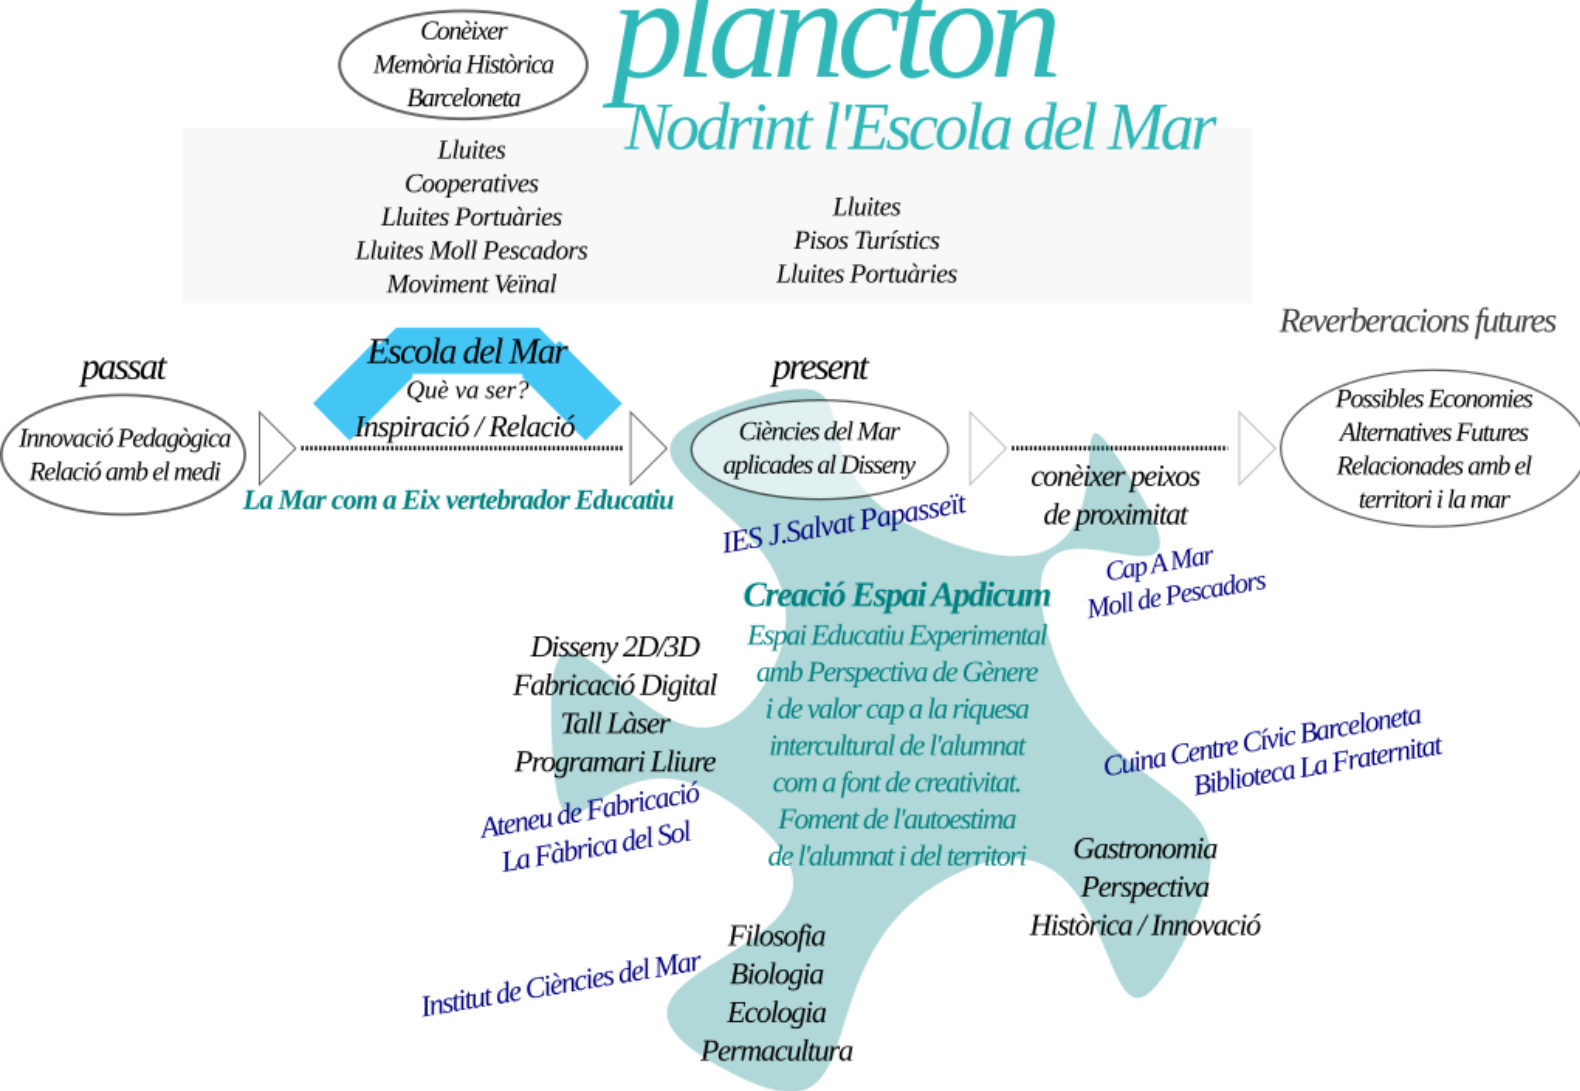 plancton
Nodrint l'Escola del Mar
Conèixer
Memòria Històrica
Barceloneta
Lluites
Cooperatives
Lluites Portuàries
Lluites Moll Pescadors
Moviment Veïnal
Lluites
Pisos Turístics
Lluites Portuàries
Reverberacions futures
passat
Innovació Pedagògica
Relació amb el medi
Escola del Mar
Què va ser?
Inspiració / Relació
La Mar com a Eix vertebrador Educatiu
present
Ciències del Mar
aplicades al Disseny
IES J.Salvat Papasseït
conèixer peixos
de proximitat
Cap A Mar
Moll de Pescadors
Possibles Economies
Alternatives Futures
Relacionades amb el
territori i la mar
Creació Espai Apdicum
Espai Educatiu Experimental
amb Perspectiva de Gènere
i de valor cap a la riquesa
intercultural de l'alumnat
com a font de creativitat.
Foment de l'autoestima
de l'alumnat i del territori
Disseny 2D/3D
Fabricació Digital
Tall Làser
Programari Lliure
Ateneu de Fabricació
La Fàbrica del Sol
Cuina Centre Cívic Barceloneta
Biblioteca La Fraternitat
Gastronomia
Perspectiva
Històrica / Innovació
Institut de Ciències del Mar
Filosofia
Biologia
Ecologia
Permacultura